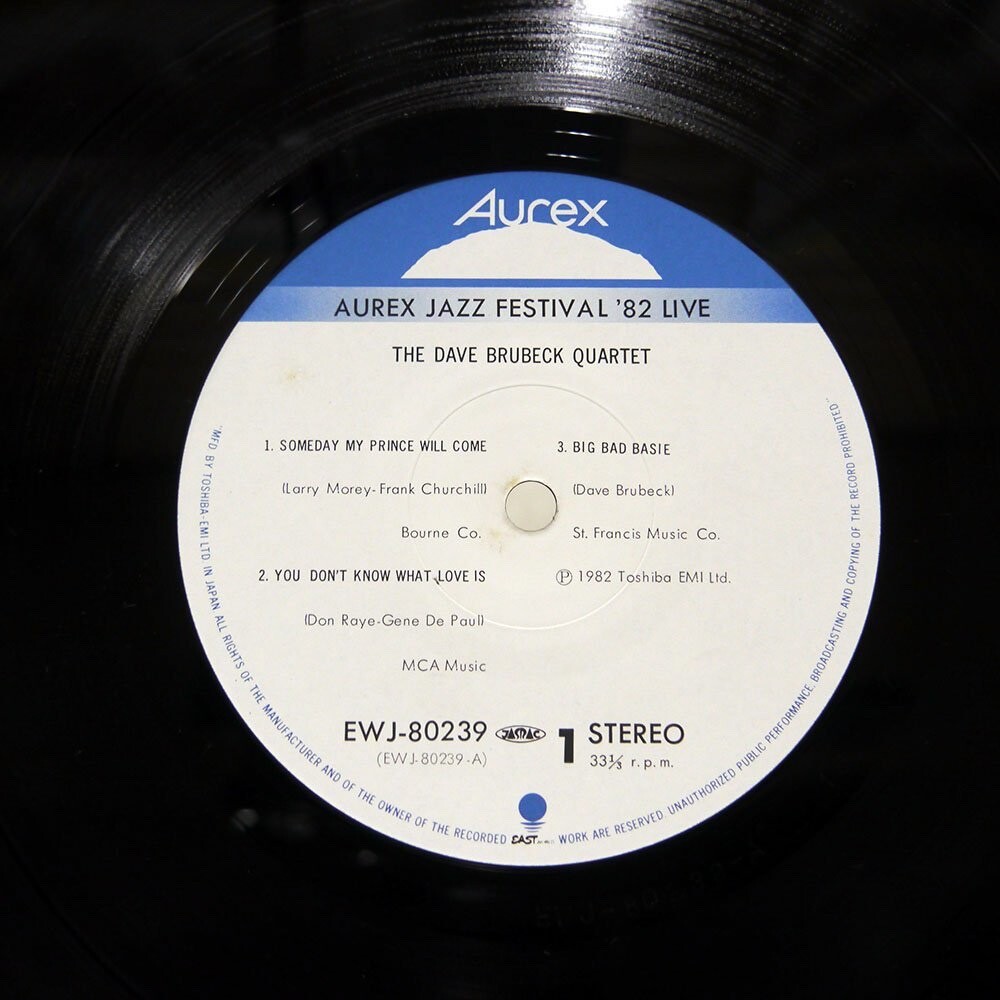 Aurex
AUREX JAZZ FESTIVAL '82 LIVE
THE DAVE BRUBECK QUARTET
1. SOMEDAY MY PRINCE WILL COME
(Larry Morey-Frank Churchill)
Bourne Co.
2. YOU DON'T KNOW WHAT LOVE IS
(Don Raye-Gene De Paul)
MCA Music
3. BIG BAD BASIE
(Dave Brubeck)
St. Francis Music Co.
Ⓟ 1982 Toshiba EMI Ltd.
EWJ-80239 JASRAC 1 STEREO
(EWJ-80239-A) 33⅓ r.p.m.
EAST
"MFD BY TOSHIBA-EMI LTD IN JAPAN ALL RIGHTS OF THE MANUFACTURER AND OF THE OWNER OF THE RECORDED WORK ARE RESERVED. UNAUTHORIZED PUBLIC PERFORMANCE. BROADCASTING AND COPYING OF THE RECORD PROHIBITED"